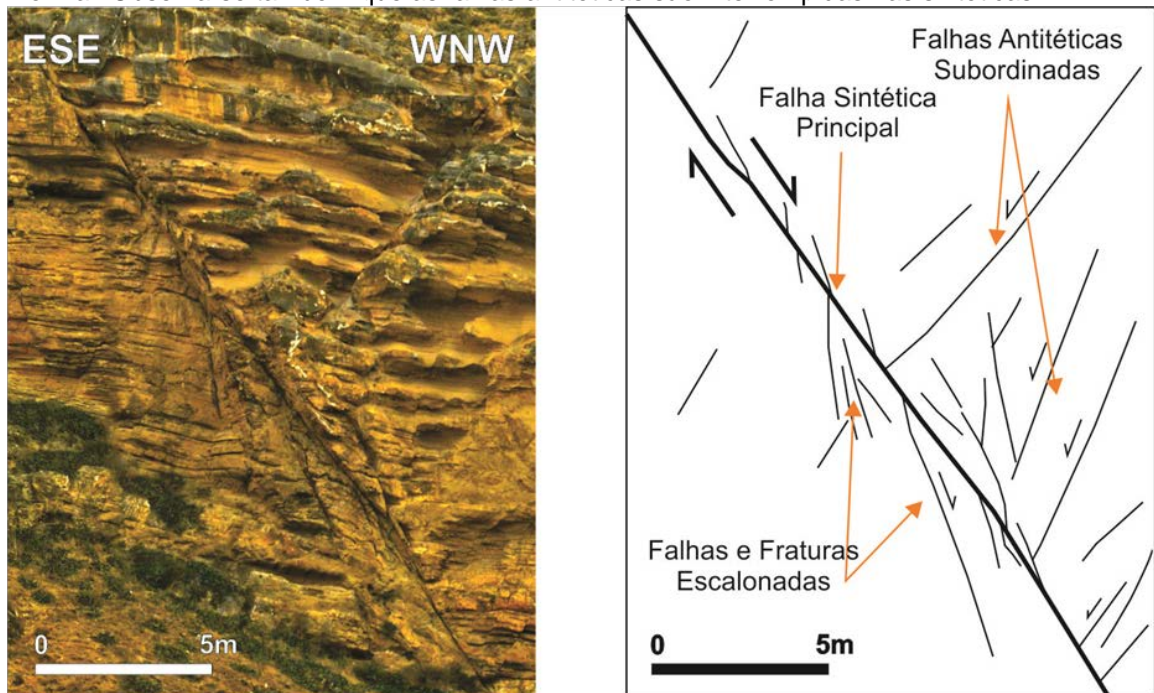 ESE WNW
0 5m
Falhas Antitéticas
Subordinadas
Falha Sintética
Principal
Falhas e Fraturas
Escalonadas
0 5m